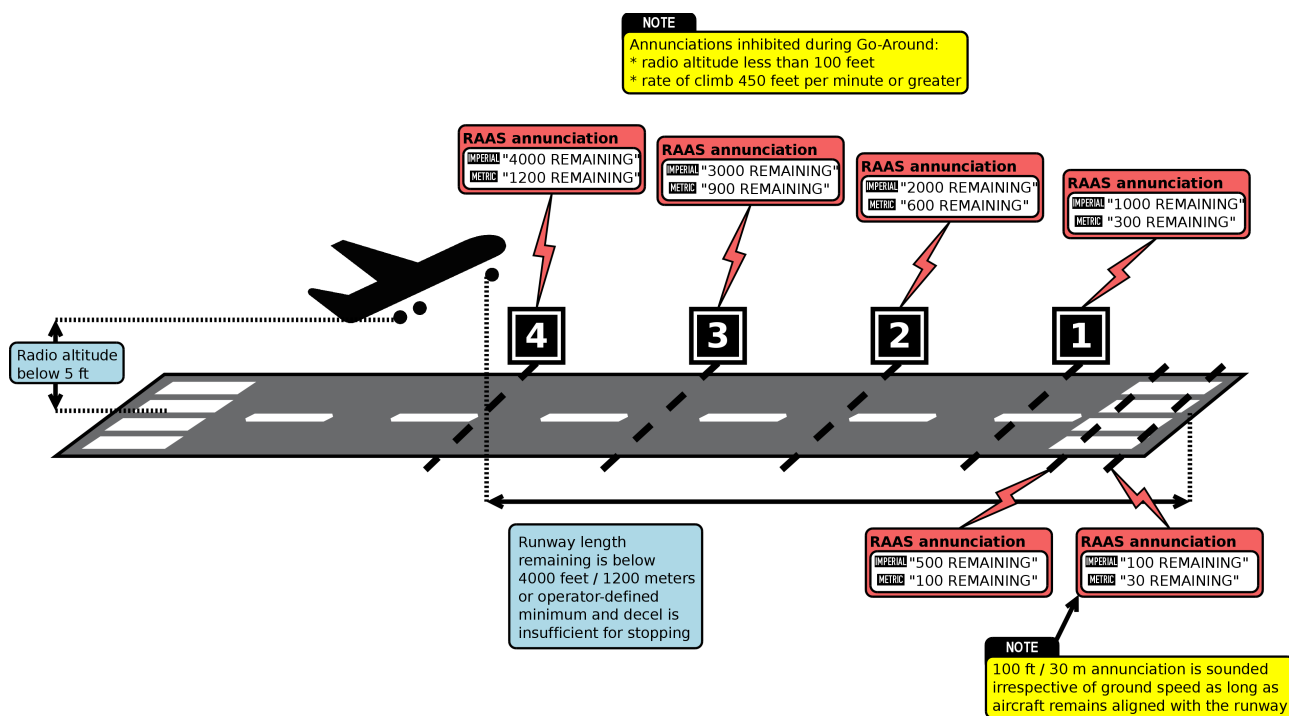 NOTE
Annunciations inhibited during Go-Around:
* radio altitude less than 100 feet
* rate of climb 450 feet per minute or greater
RAAS annunciation
IMPERIAL "4000 REMAINING"
METRIC "1200 REMAINING"
RAAS annunciation
IMPERIAL "3000 REMAINING"
METRIC "900 REMAINING"
RAAS annunciation
IMPERIAL "2000 REMAINING"
METRIC "600 REMAINING"
RAAS annunciation
IMPERIAL "1000 REMAINING"
METRIC "300 REMAINING"
4
3
2
1
Radio altitude
below 5 ft
Runway length
remaining is below
4000 feet / 1200 meters
or operator-defined
minimum and decel is
insufficient for stopping
RAAS annunciation
IMPERIAL "500 REMAINING"
METRIC "100 REMAINING"
RAAS annunciation
IMPERIAL "100 REMAINING"
METRIC "30 REMAINING"
NOTE
100 ft / 30 m annunciation is sounded
irrespective of ground speed as long as
aircraft remains aligned with the runway